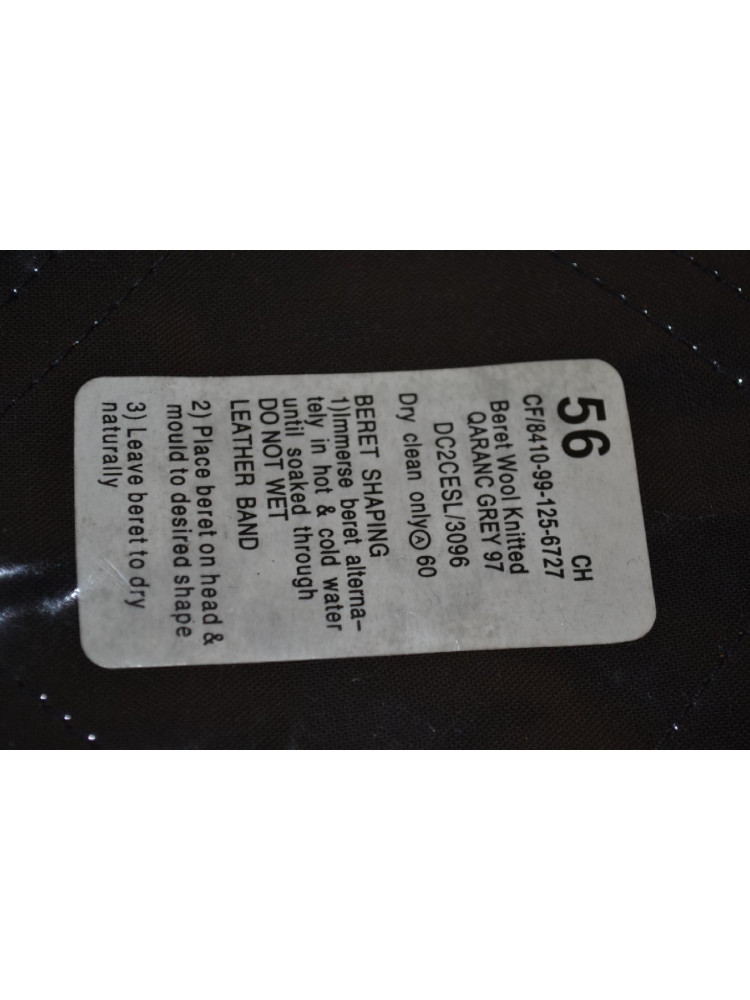 56 CH
CF/8410-99-125-6727
Beret Wool Knitted
QARANC GREY 97
DC2CESL/3096
Dry clean only Ⓐ 60
BERET SHAPING
1)Immerse beret alterna-
tely in hot & cold water
until soaked through
DO NOT WET
LEATHER BAND
2) Place beret on head &
mould to desired shape
3) Leave beret to dry
naturally